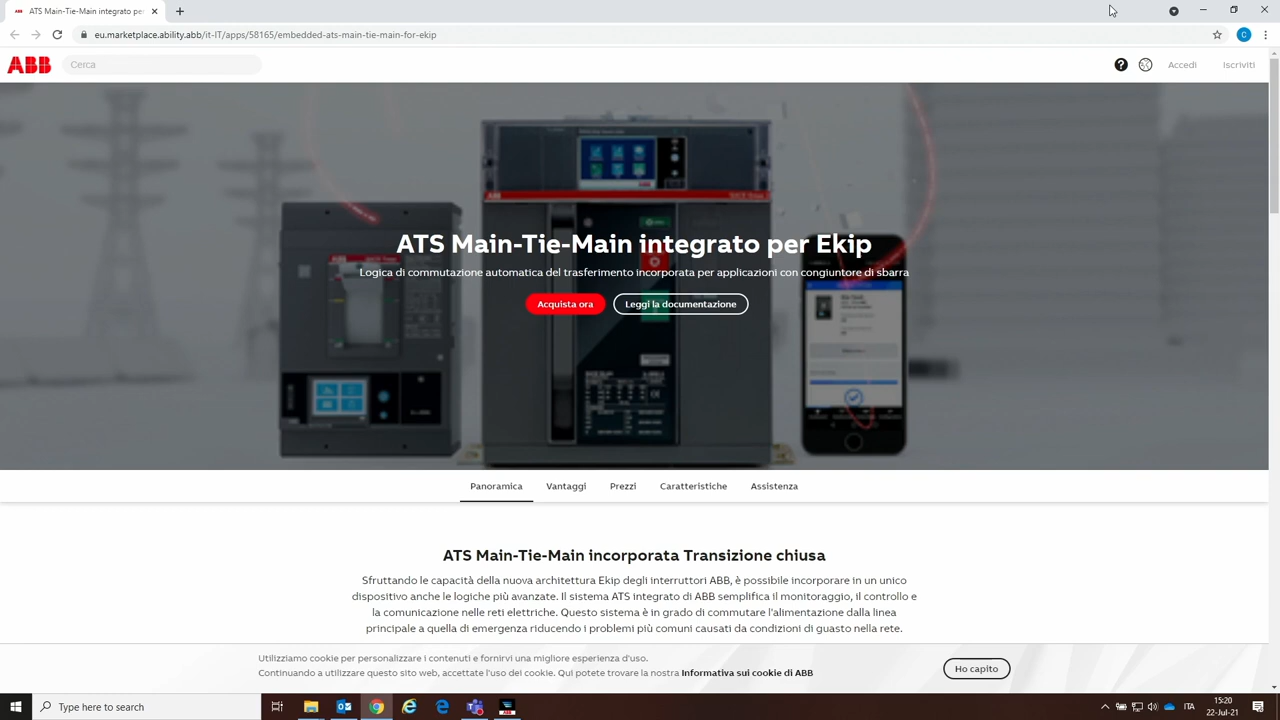 ATS Main-Tie-Main integrato per
eu.marketplace.ability.abb/it-IT/apps/58165/embedded-ats-main-tie-main-for-ekip
C
ABB
Cerca
?
Accedi
Iscriviti
ABB
ATS Main-Tie-Main integrato per Ekip
Logica di commutazione automatica del trasferimento incorporata per applicazioni con congiuntore di sbarra
Acquista ora
Leggi la documentazione
Panoramica
Vantaggi
Prezzi
Caratteristiche
Assistenza
ATS Main-Tie-Main incorporata Transizione chiusa
Sfruttando le capacità della nuova architettura Ekip degli interruttori ABB, è possibile incorporare in un unico
dispositivo anche le logiche più avanzate. Il sistema ATS integrato di ABB semplifica il monitoraggio, il controllo e
la comunicazione nelle reti elettriche. Questo sistema è in grado di commutare l'alimentazione dalla linea
principale a quella di emergenza riducendo i problemi più comuni causati da condizioni di guasto nella rete.
Utilizziamo cookie per personalizzare i contenuti e fornirvi una migliore esperienza d'uso.
Continuando a utilizzare questo sito web, accettate l'uso dei cookie. Qui potete trovare la nostra Informativa sui cookie di ABB
Ho capito
Type here to search
ITA
15:20
22-Jul-21